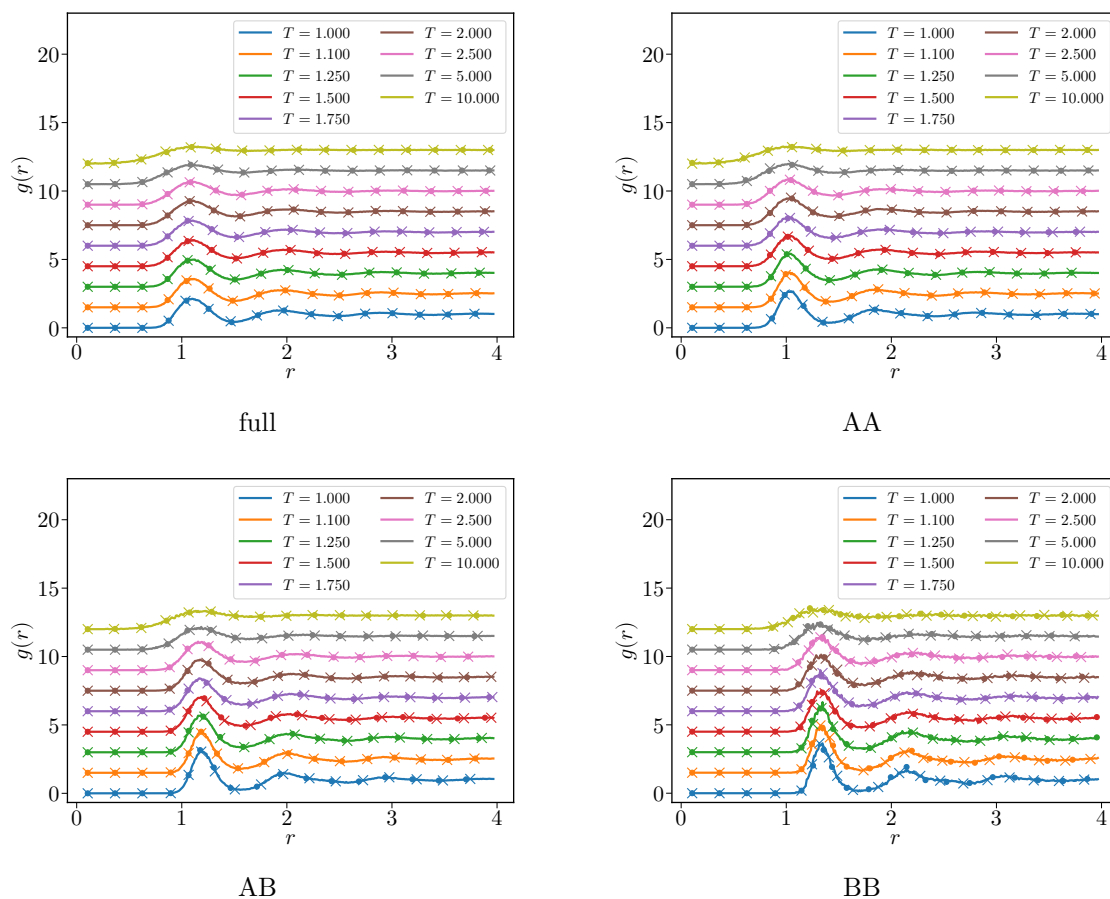 T = 1.000
T = 1.100
T = 1.250
T = 1.500
T = 1.750
T = 2.000
T = 2.500
T = 5.000
T = 10.000
20
15
10
5
0
g(r)
0 1 2 3 4
r
full
T = 1.000
T = 1.100
T = 1.250
T = 1.500
T = 1.750
T = 2.000
T = 2.500
T = 5.000
T = 10.000
20
15
10
5
0
g(r)
0 1 2 3 4
r
AA
T = 1.000
T = 1.100
T = 1.250
T = 1.500
T = 1.750
T = 2.000
T = 2.500
T = 5.000
T = 10.000
20
15
10
5
0
g(r)
0 1 2 3 4
r
AB
T = 1.000
T = 1.100
T = 1.250
T = 1.500
T = 1.750
T = 2.000
T = 2.500
T = 5.000
T = 10.000
20
15
10
5
0
g(r)
0 1 2 3 4
r
BB